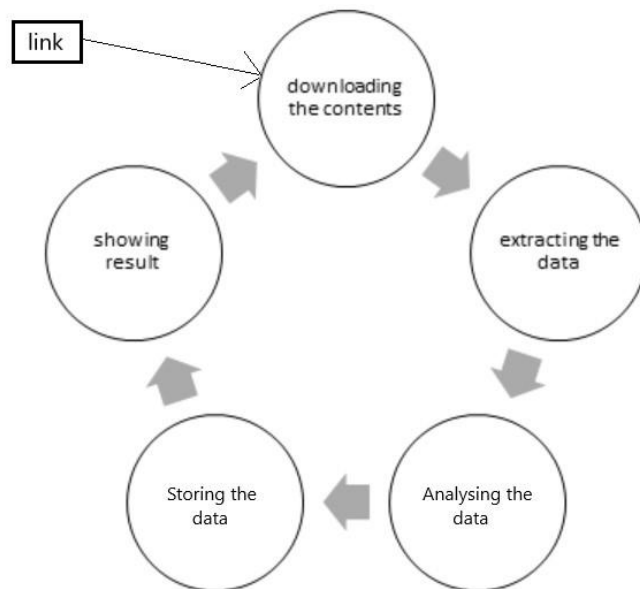 link
downloading
the contents
extracting the
data
Analysing the
data
Storing the
data
showing
result